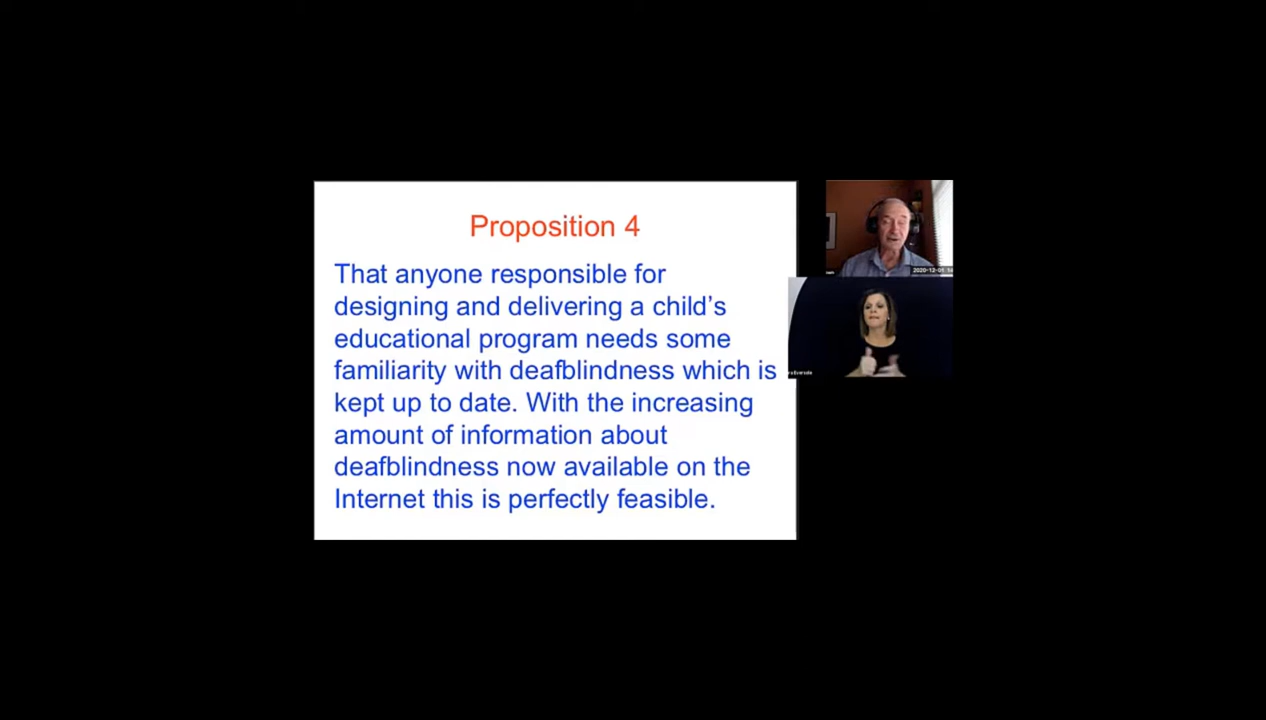 Proposition 4
That anyone responsible for
designing and delivering a child's
educational program needs some
familiarity with deafblindness which is
kept up to date. With the increasing
amount of information about
deafblindness now available on the
Internet this is perfectly feasible.